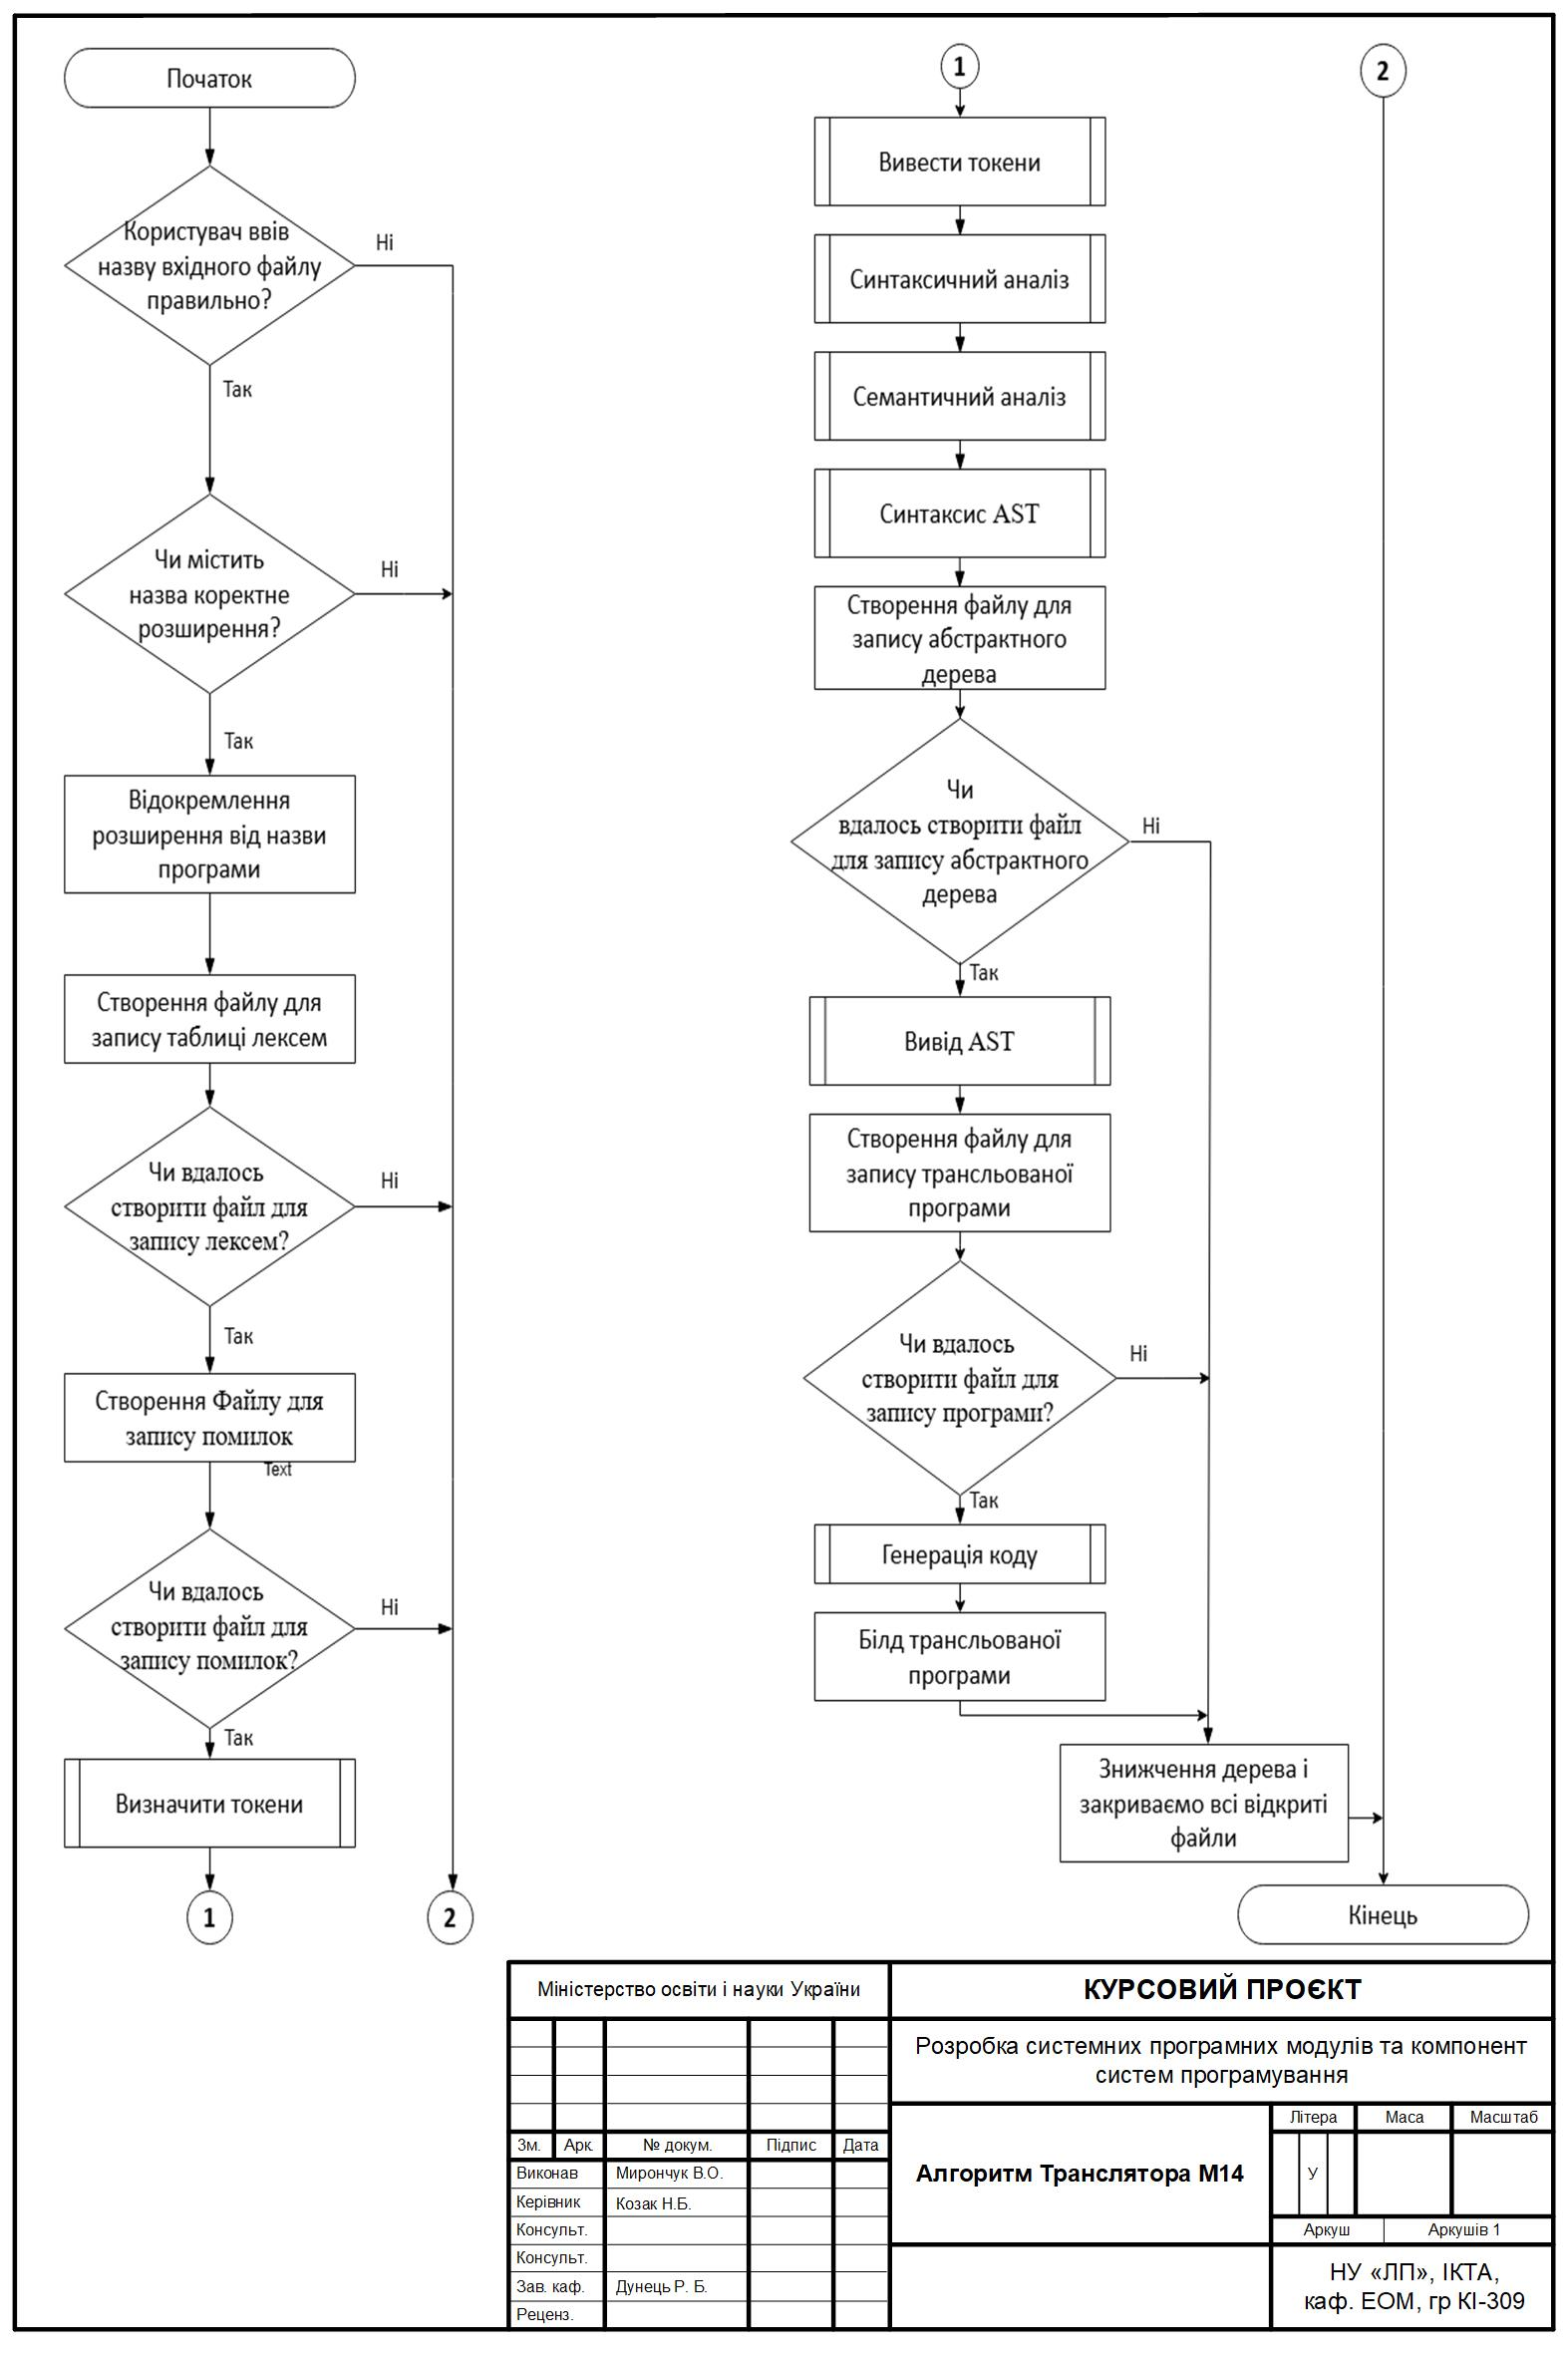 Початок
Користувач ввів
назву вхідного файлу
правильно?
Ні
Так
Чи містить
назва коректне
розширення?
Ні
Так
Відокремлення
розширення від назви
програми
Створення файлу для
запису таблиці лексем
Чи вдалось
створити файл для
запису лексем?
Ні
Так
Створення Файлу для
запису помилок
Text
Чи вдалось
створити файл для
запису помилок?
Ні
Так
Визначити токени
1
2
1
Вивести токени
Синтаксичний аналіз
Семантичний аналіз
Синтаксис AST
Створення файлу для
запису абстрактного
дерева
Чи
вдалось створити файл
для запису абстрактного
дерева
Ні
Так
Вивід AST
Створення файлу для
запису трансльованої
програми
Чи вдалось
створити файл для
запису програми?
Ні
Так
Генерація коду
Білд трансльованої
програми
Знижчення дерева і
закриваємо всі відкриті
файли
2
Кінець
Міністерство освіти і науки України
КУРСОВИЙ ПРОЄКТ
Розробка системних програмних модулів та компонент
систем програмування
Зм. Арк. № докум. Підпис Дата
Виконав Мирончук В.О.
Керівник Козак Н.Б.
Консульт.
Консульт.
Зав. каф. Дунець Р. Б.
Реценз.
Алгоритм Транслятора М14
Літера Маса Масштаб
У
Аркуш Аркушів 1
НУ «ЛП», ІКТА,
каф. ЕОМ, гр КІ-309